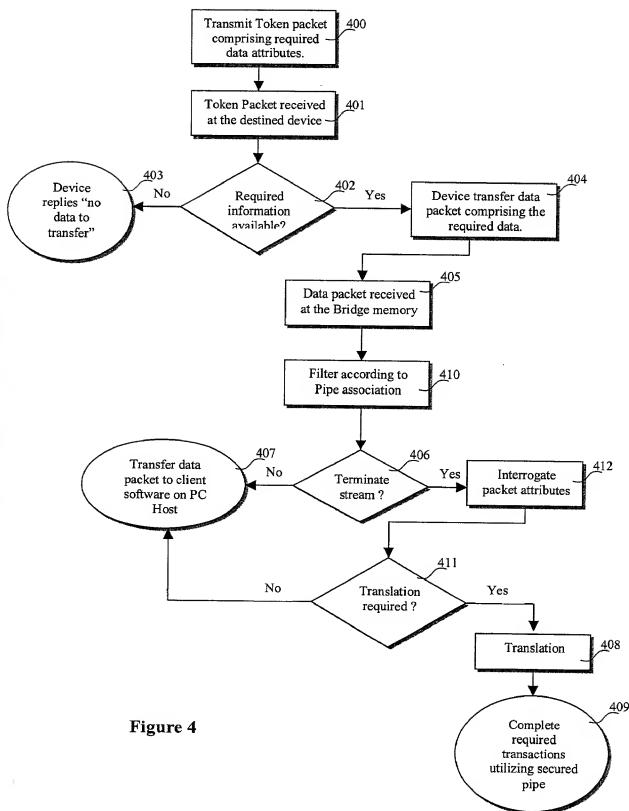 Transmit Token packet
comprising required
data attributes.
400
Token Packet received
at the destined device
401
403
Device
replies “no
data to
transfer”
No
402
Required
information
available?
Yes
404
Device transfer data
packet comprising the
required data.
405
Data packet received
at the Bridge memory
Filter according to
Pipe association
410
407
Transfer data
packet to client
software on PC
Host
No
406
Terminate
stream ?
Yes
Interrogate
packet attributes
412
411
No
Translation
required ?
Yes
Translation
408
409
Complete
required
transactions
utilizing secured
pipe
Figure 4